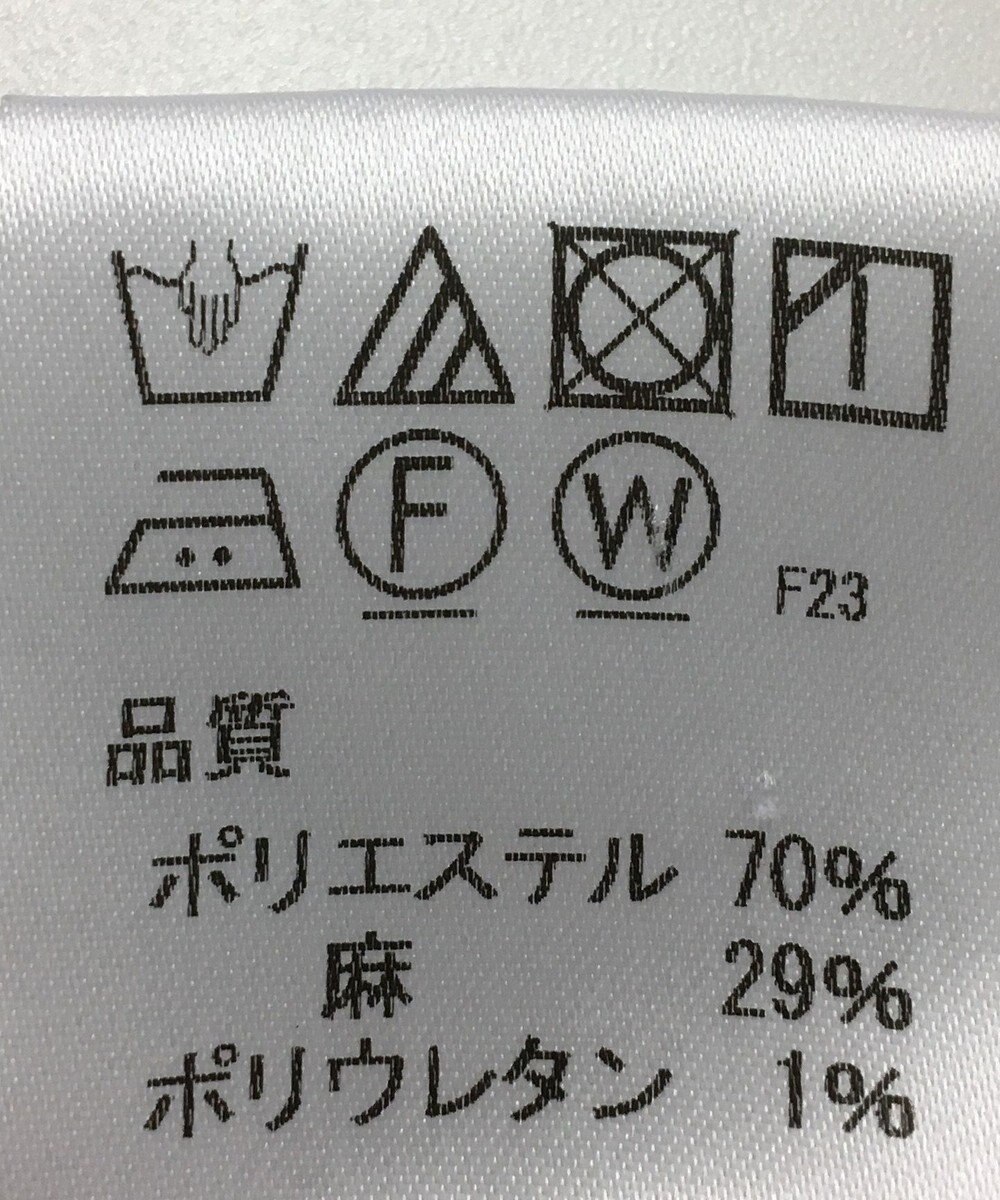 F W F23
品質
ポリエステル 70%
麻 29%
ポリウレタン 1%